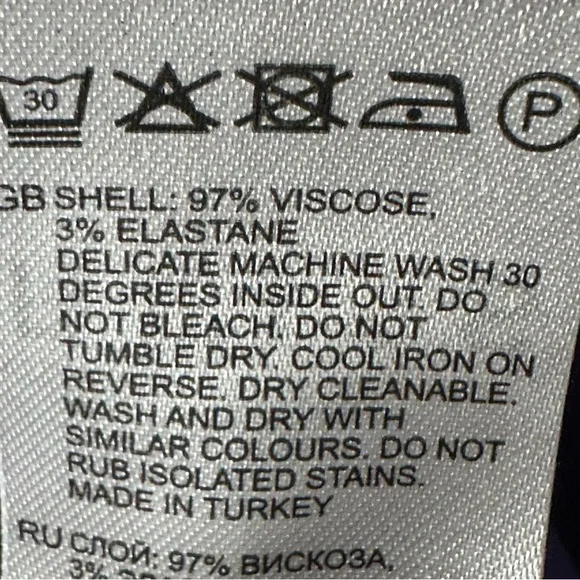 30 P
GB SHELL: 97% VISCOSE,
3% ELASTANE
DELICATE MACHINE WASH 30
DEGREES INSIDE OUT. DO
NOT BLEACH. DO NOT
TUMBLE DRY. COOL IRON ON
REVERSE. DRY CLEANABLE.
WASH AND DRY WITH
SIMILAR COLOURS. DO NOT
RUB ISOLATED STAINS.
MADE IN TURKEY
RU СЛОЙ: 97% ВИСКОЗА,
3%